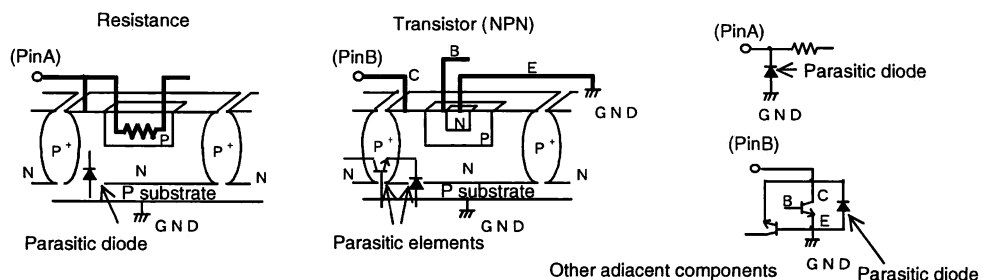 Resistance
(PinA)
P
P+
P+
N
N
N
P substrate
GND
Parasitic diode
Transistor (NPN)
(PinB)
C
B
E
GND
N
P
P+
P+
N
N
N
P substrate
GND
Parasitic elements
(PinA)
Parasitic diode
GND
(PinB)
C
B
E
GND
Parasitic diode
Other adjacent components